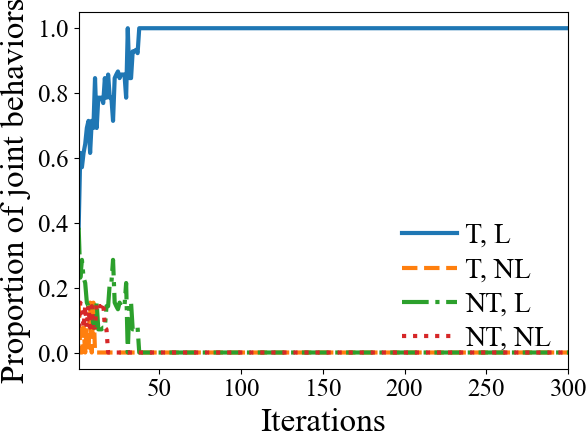 Proportion of joint behaviors
1.0
0.8
0.6
0.4
0.2
0.0
T, L
T, NL
NT, L
NT, NL
50 100 150 200 250 300
Iterations